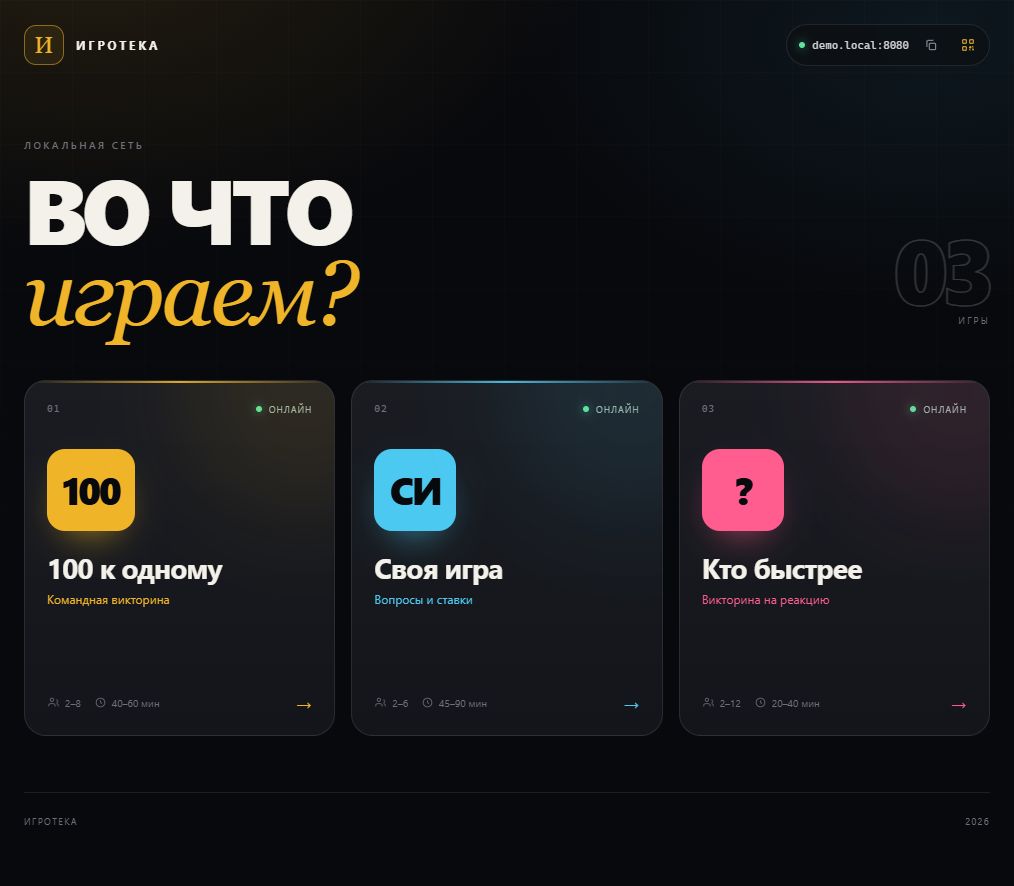 И ИГРОТЕКА
demo.local:8080
ЛОКАЛЬНАЯ СЕТЬ
ВО ЧТО
играем?
03
ИГРЫ
01
ОНЛАЙН
100
100 к одному
Командная викторина
2–8 40–60 мин →
02
ОНЛАЙН
СИ
Своя игра
Вопросы и ставки
2–6 45–90 мин →
03
ОНЛАЙН
?
Кто быстрее
Викторина на реакцию
2–12 20–40 мин →
ИГРОТЕКА
2026